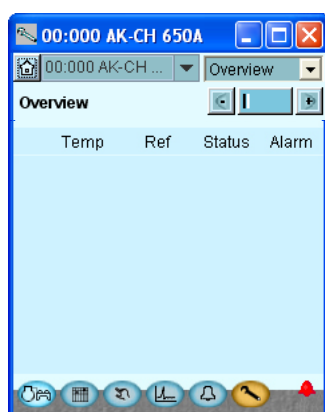 00:000 AK-CH 650A
00:000 AK-CH ... Overview
Overview
Temp Ref Status Alarm